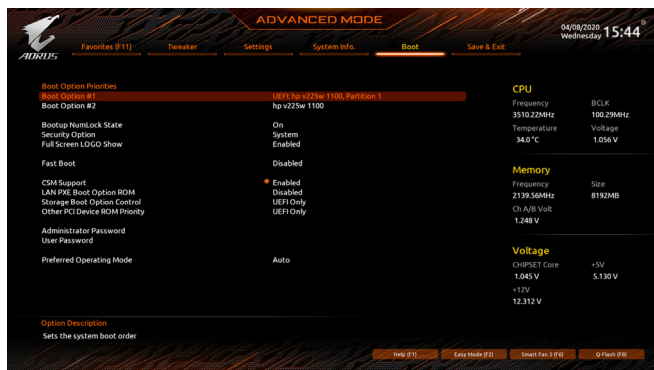 ADVANCED MODE
04/08/2020 Wednesday 15:44
AORUS
Favorites (F11) Tweaker Settings System Info. Boot Save & Exit
Boot Option Priorities
Boot Option #1 UEFI: hp v225w 1100, Partition 1
Boot Option #2 hp v225w 1100
Bootup NumLock State On
Security Option System
Full Screen LOGO Show Enabled
Fast Boot Disabled
CSM Support Enabled
LAN PXE Boot Option ROM Disabled
Storage Boot Option Control UEFI Only
Other PCI Device ROM Priority UEFI Only
Administrator Password
User Password
Preferred Operating Mode Auto
CPU
Frequency BCLK
3510.22MHz 100.29MHz
Temperature Voltage
34.0 °C 1.056 V
Memory
Frequency Size
2139.56MHz 8192MB
Ch A/B Volt
1.248 V
Voltage
CHIPSET Core +5V
1.045 V 5.130 V
+12V
12.312 V
Option Description
Sets the system boot order
Help (F1) Easy Mode (F2) Smart Fan 5 (F6) Q-Flash (F8)